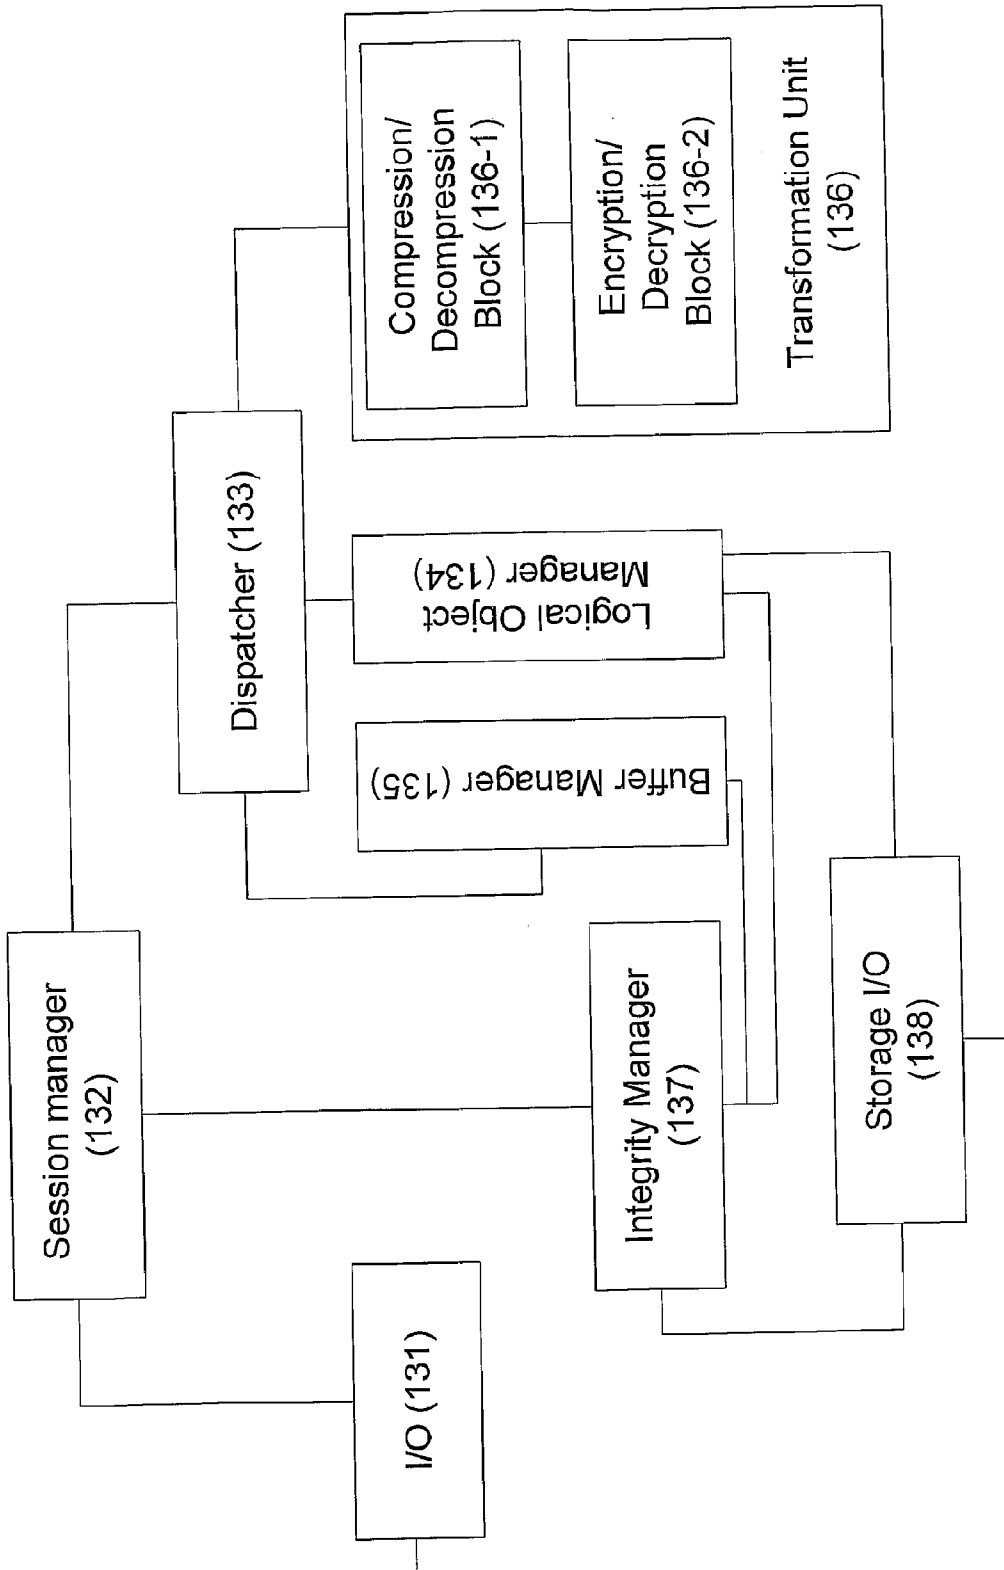 Session manager
(132)
I/O (131)
Dispatcher (133)
Integrity Manager
(137)
Buffer Manager (135)
Logical Object
Manager (134)
Compression/
Decompression
Block (136-1)
Encryption/
Decryption
Block (136-2)
Transformation Unit
(136)
Storage I/O
(138)